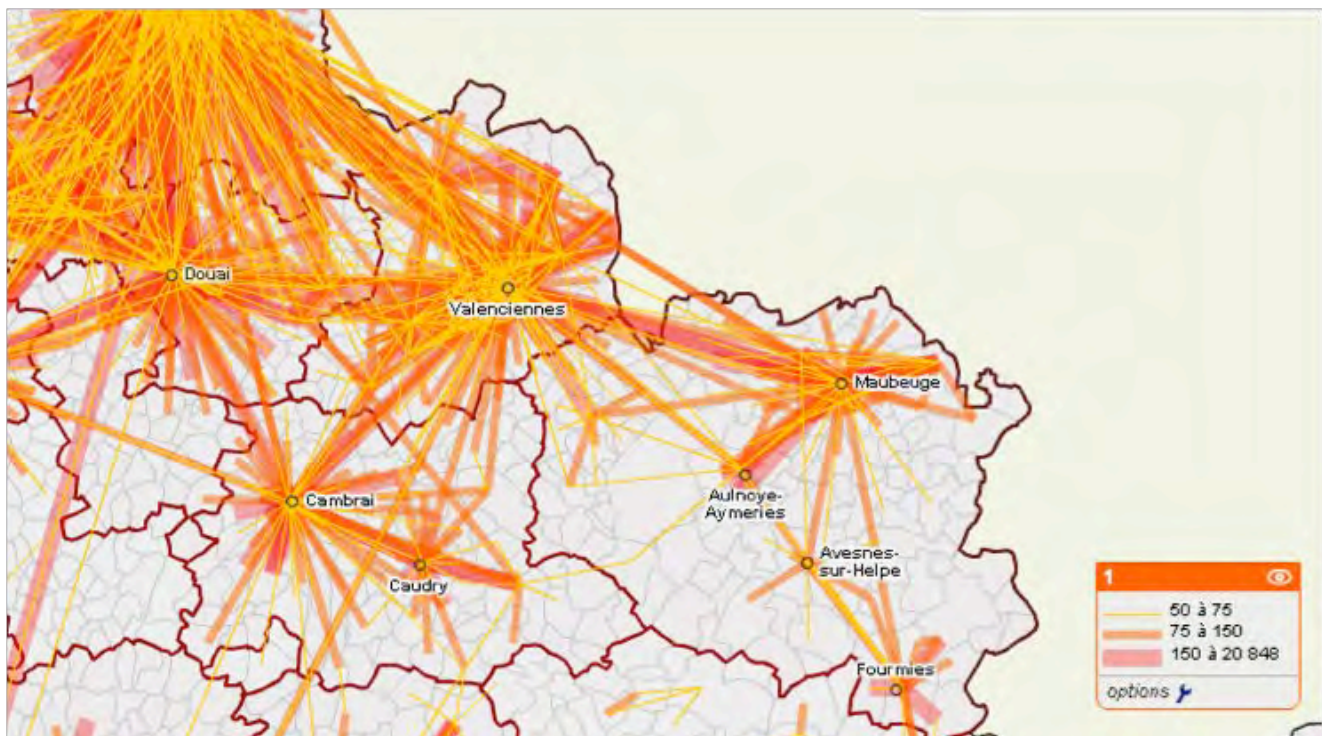 Douai
Valenciennes
Maubeuge
Aulnoye-
Aymeries
Cambrai
Avesnes-
sur-Helpe
Caudry
Fourmies
1
50 à 75
75 à 150
150 à 20 848
options